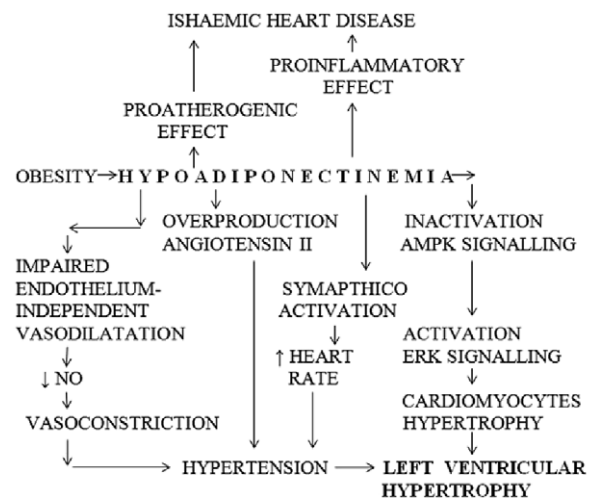 ISHAEMIC HEART DISEASE
PROINFLAMMATORY
EFFECT
PROATHEROGENIC
EFFECT
OBESITY→HYPOADIPONECTINEMIA→
OVERPRODUCTION
ANGIOTENSIN II
INACTIVATION
AMPK SIGNALLING
IMPAIRED
ENDOTHELIUM-
INDEPENDENT
VASODILATATION
SYMAPTHICO
ACTIVATION
ACTIVATION
ERK SIGNALLING
↓ NO
↑ HEART
RATE
CARDIOMYOCYTES
HYPERTROPHY
VASOCONSTRICTION
HYPERTENSION
LEFT VENTRICULAR
HYPERTROPHY